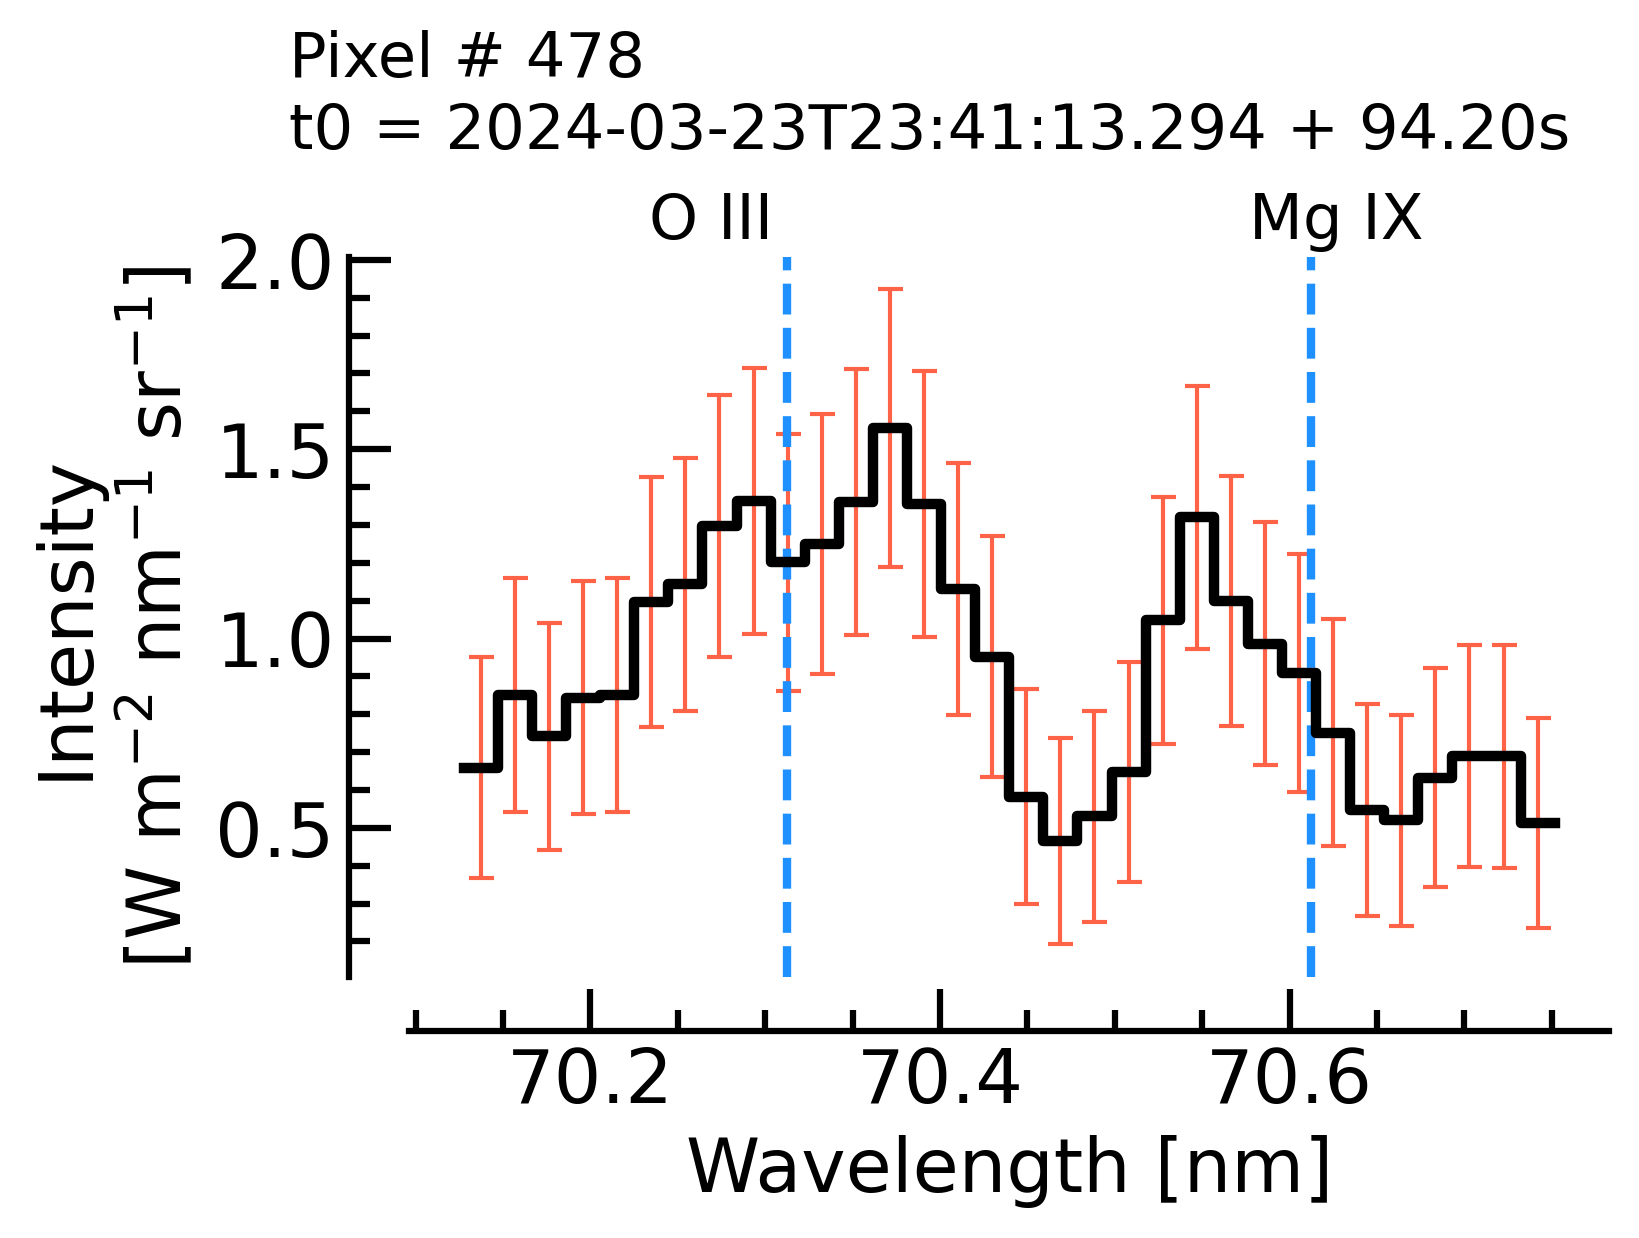 Pixel # 478
t0 = 2024-03-23T23:41:13.294 + 94.20s
O III Mg IX
Intensity
[W m⁻² nm⁻¹ sr⁻¹]
2.0
1.5
1.0
0.5
70.2 70.4 70.6
Wavelength [nm]